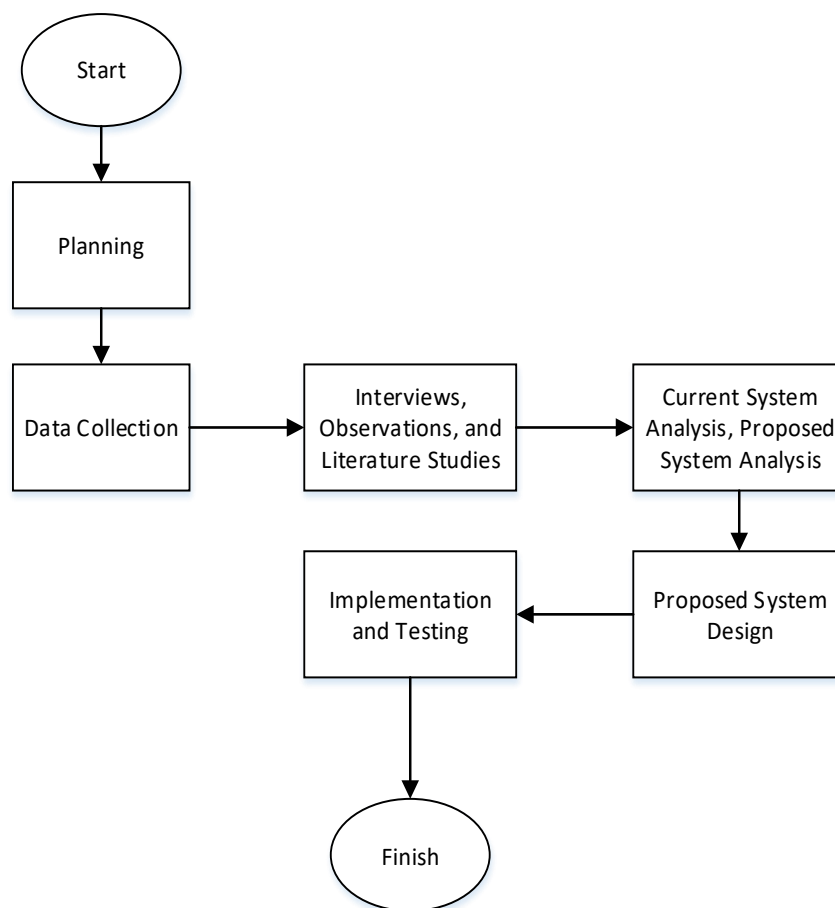 Start
Planning
Data Collection
Interviews,
Observations, and
Literature Studies
Current System
Analysis, Proposed
System Analysis
Proposed System
Design
Implementation
and Testing
Finish